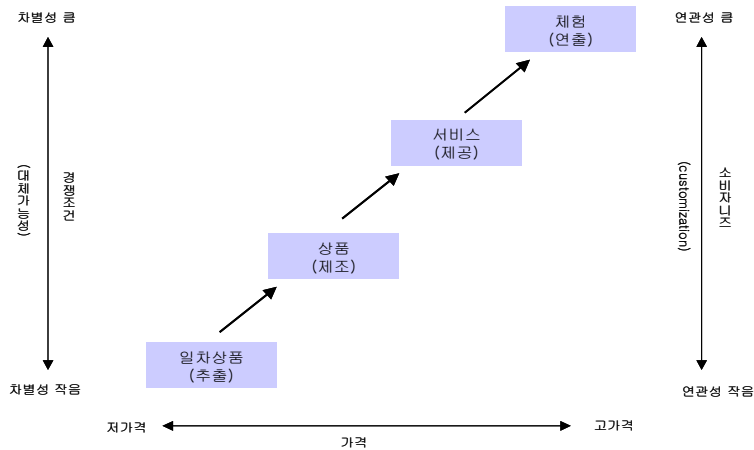 차별성 큼
체험
(연출)
연관성 큼
서비스
(제공)
(대체가능성)
경쟁조건
(customization)
소비자니즈
상품
(제조)
일차상품
(추출)
차별성 작음
연관성 작음
저가격
고가격
가격